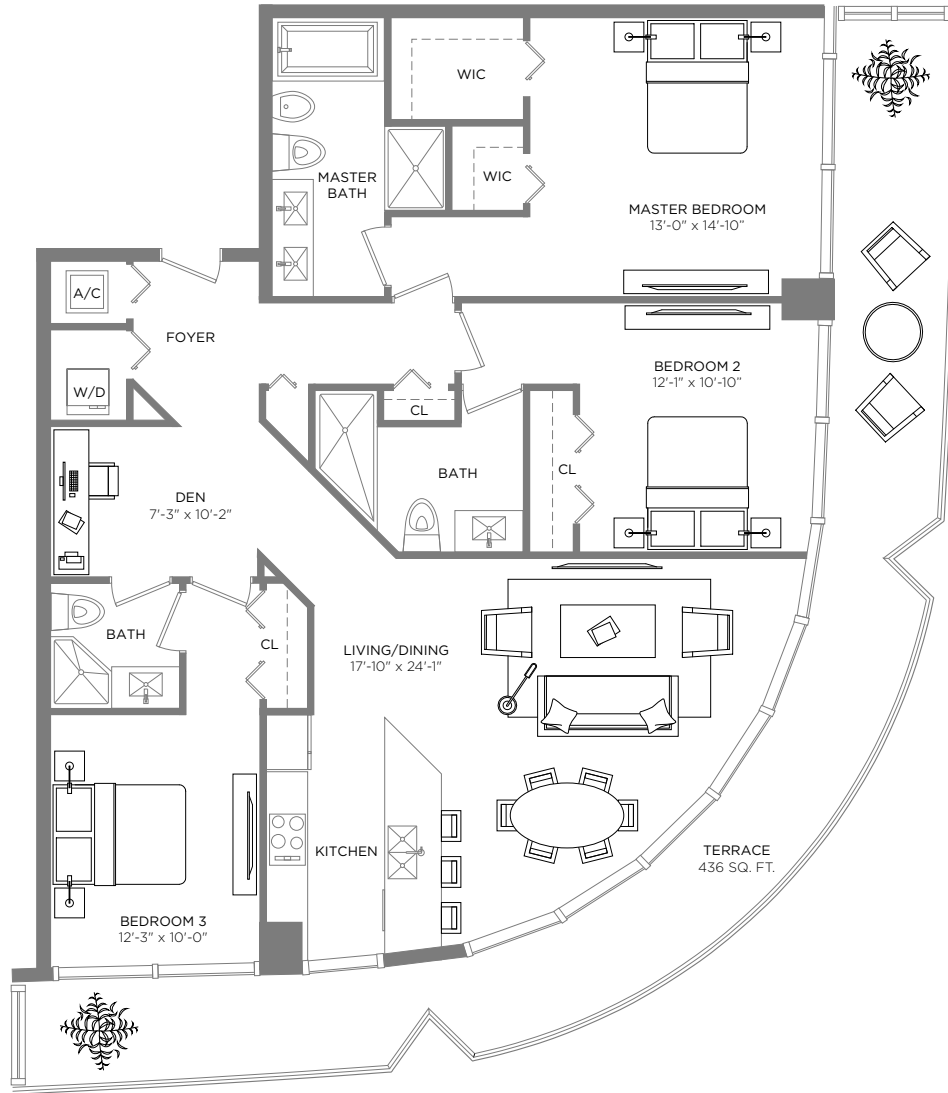 WIC
MASTER
BATH
WIC
MASTER BEDROOM
13'-0" x 14'-10"
A/C
FOYER
W/D
BEDROOM 2
12'-1" x 10'-10"
CL
BATH
CL
DEN
7'-3" x 10'-2"
BATH
CL
LIVING/DINING
17'-10" x 24'-1"
KITCHEN
TERRACE
436 SQ. FT.
BEDROOM 3
12'-3" x 10'-0"